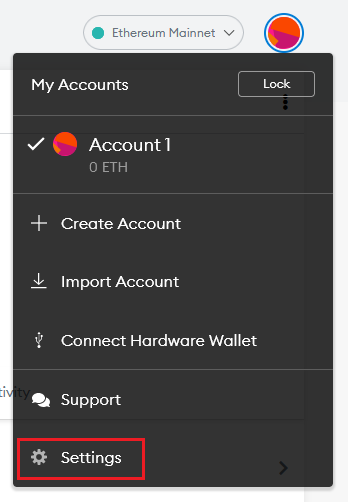 Ethereum Mainnet
My Accounts
Lock
Account 1
0 ETH
Create Account
Import Account
Connect Hardware Wallet
tivity
Support
Settings